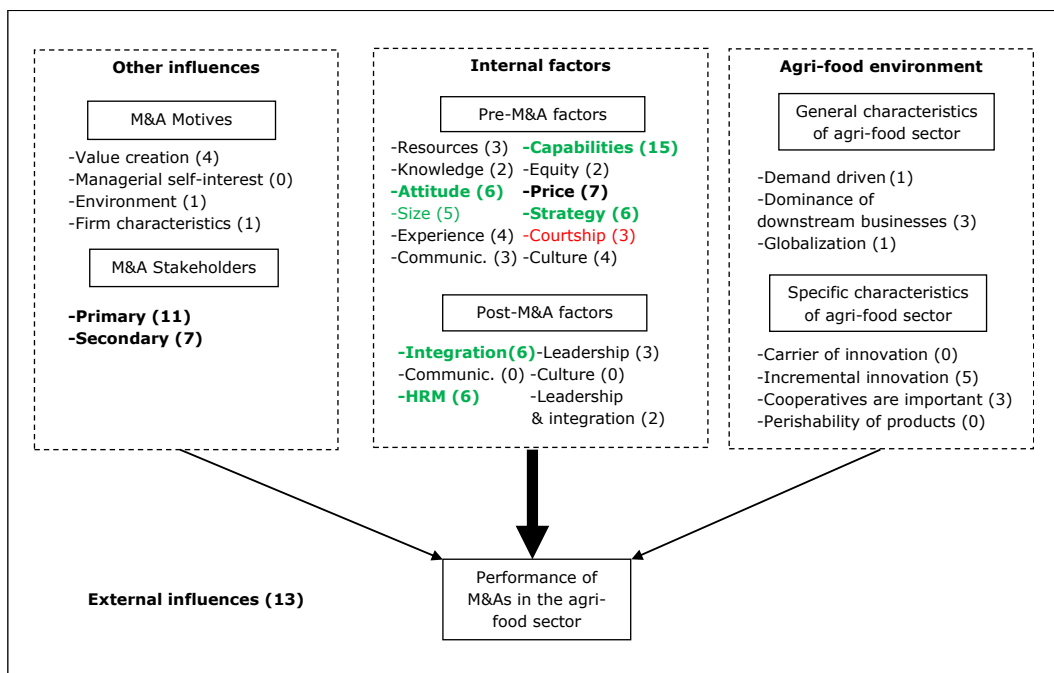 Other influences
M&A Motives
-Value creation (4)
-Managerial self-interest (0)
-Environment (1)
-Firm characteristics (1)
M&A Stakeholders
-Primary (11)
-Secondary (7)
Internal factors
Pre-M&A factors
-Resources (3) -Capabilities (15)
-Knowledge (2) -Equity (2)
-Attitude (6) -Price (7)
-Size (5) -Strategy (6)
-Experience (4) -Courtship (3)
-Communic. (3) -Culture (4)
Post-M&A factors
-Integration(6) -Leadership (3)
-Communic. (0) -Culture (0)
-HRM (6) -Leadership
& integration (2)
Agri-food environment
General characteristics
of agri-food sector
-Demand driven (1)
-Dominance of
downstream businesses (3)
-Globalization (1)
Specific characteristics
of agri-food sector
-Carrier of innovation (0)
-Incremental innovation (5)
-Cooperatives are important (3)
-Perishability of products (0)
External influences (13)
Performance of
M&As in the agri-
food sector